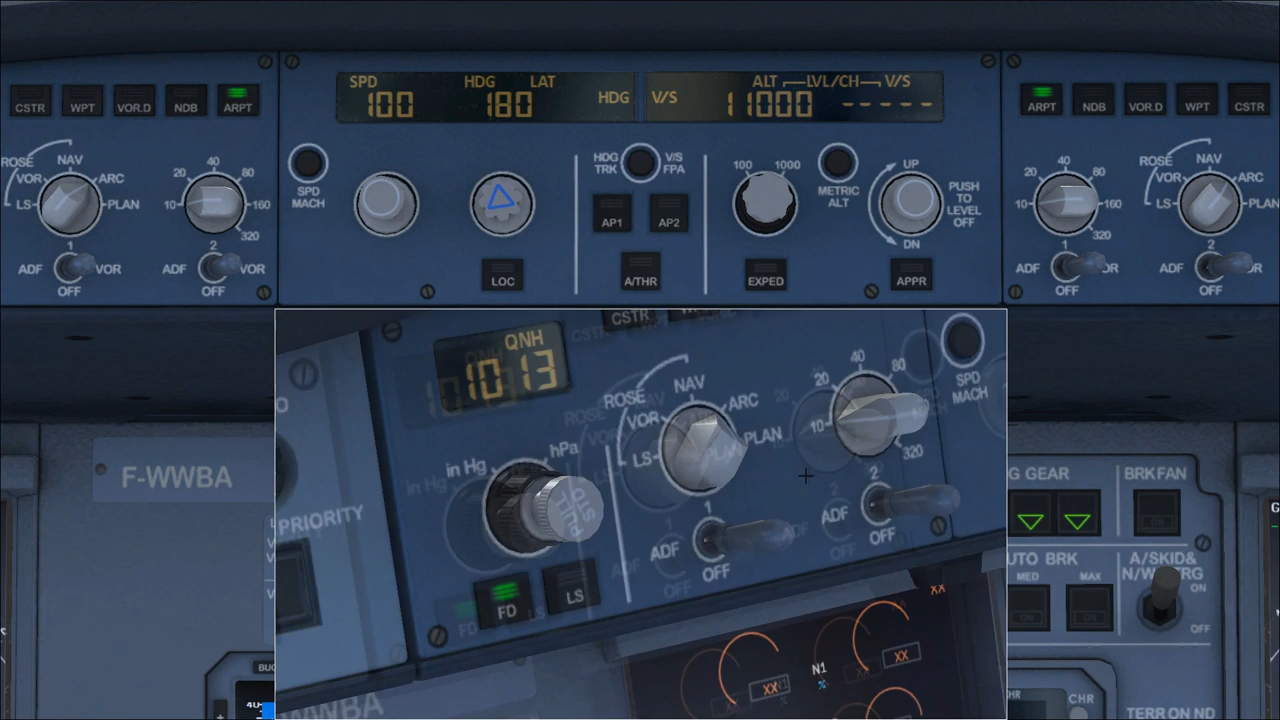 SPD HDG LAT ALT LVL/CH V/S
100 180 HDG V/S 11000 -----
CSTR WPT VOR.D NDB ARPT
ARPT NDB VOR.D WPT CSTR
ROSE NAV
VOR ARC
LS PLAN
10 20 40 80 160 320
SPD
MACH
HDG V/S
TRK FPA
100 1000
METRIC
ALT
UP
PUSH
TO
LEVEL
OFF
DN
10 20 40 80 160 320
ROSE NAV
VOR ARC
LS PLAN
AP1 AP2
1
ADF VOR
OFF
2
ADF VOR
OFF
LOC A/THR EXPED APPR
1
ADF
OFF
2
ADF
OFF
F-WWBA
PRIORITY
CSTR
QNH
1013
in Hg hPa
PULL
STD
FD LS
ROSE NAV
VOR ARC
LS PLAN
10 20 40 80 320
SPD
MACH
1
ADF
OFF
2
ADF
OFF
N1
%
XX
XX
XX
WWBA
G GEAR BRK FAN
ON
UTO BRK A/SKID&
MED MAX
ON
OFF
CHR
TERR ON ND